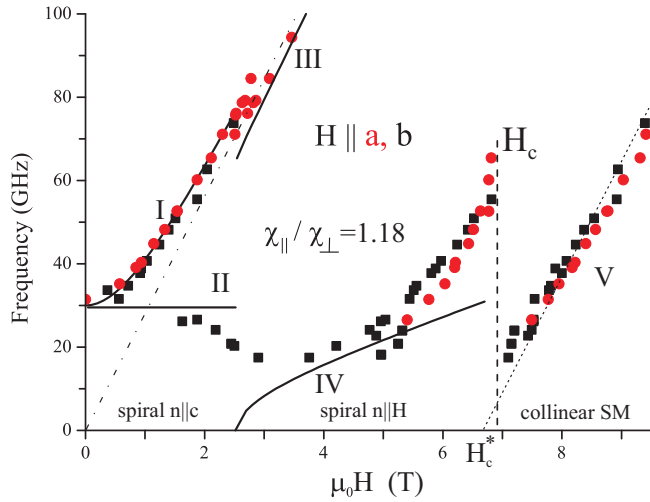 100
80
60
40
20
0
Frequency (GHz)
I
II
III
IV
V
H || a, b
H_c
χ_∥ / χ_⊥ =1.18
spiral n||c
spiral n||H
collinear SM
0
2
4
6
8
H_c^*
μ_0H (T)